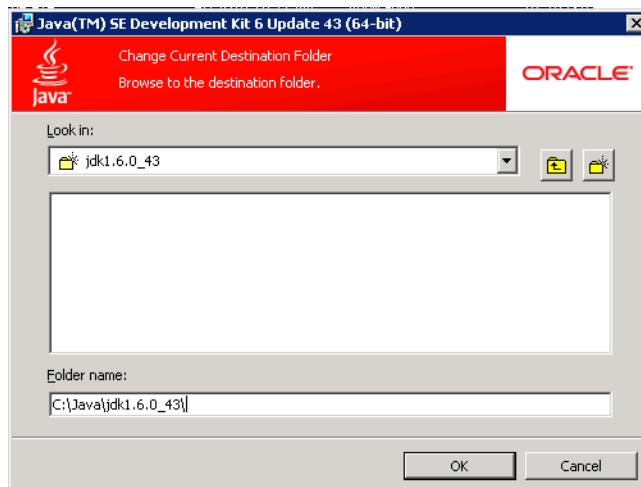 Java(TM) SE Development Kit 6 Update 43 (64-bit)
Change Current Destination Folder
Browse to the destination folder.
Java
ORACLE
Look in:
jdk1.6.0_43
Folder name:
C:\Java\jdk1.6.0_43\
OK
Cancel